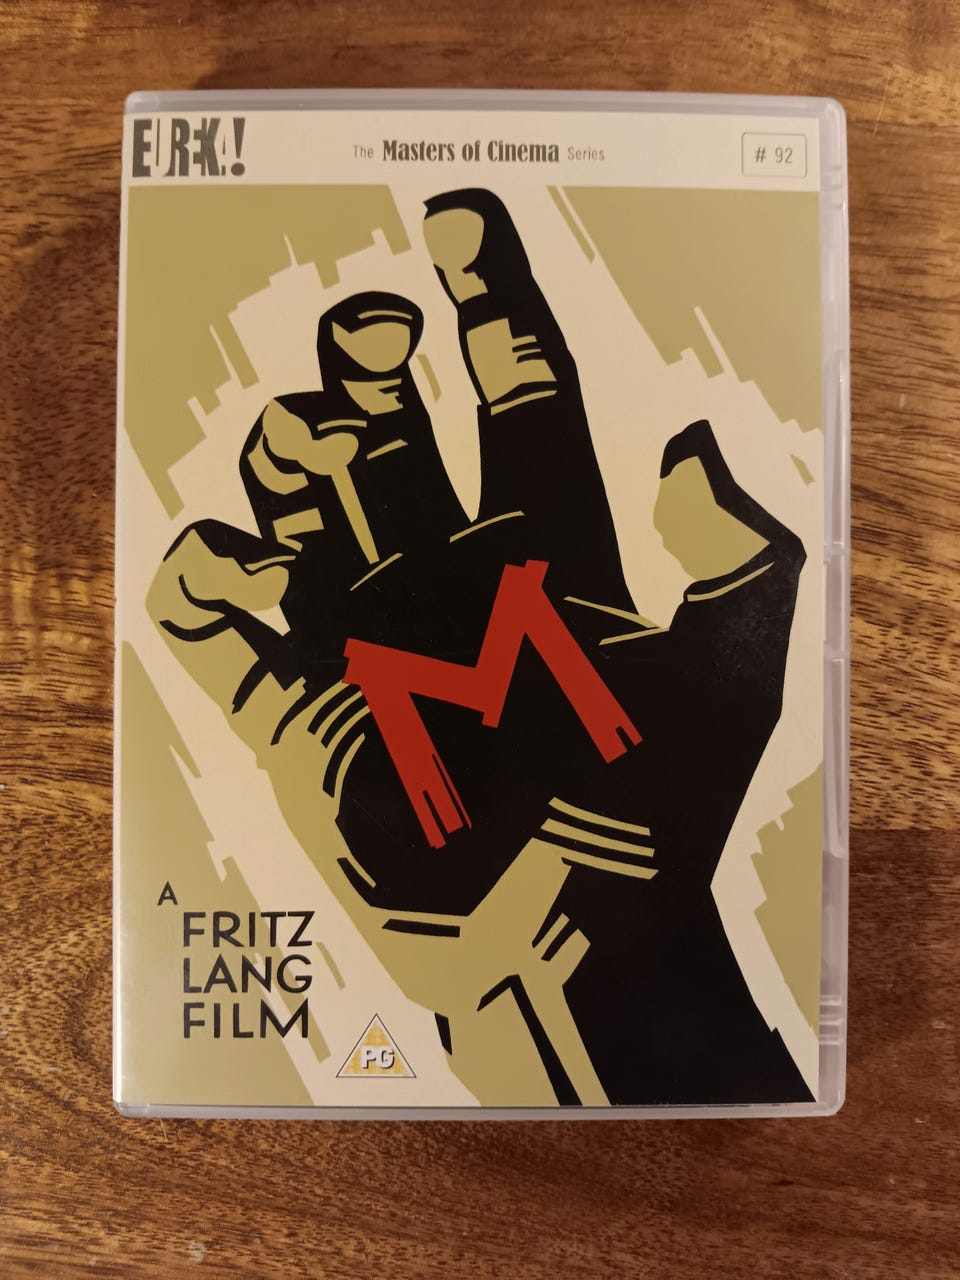 EUREKA!
The Masters of Cinema Series
# 92
M
A
FRITZ
LANG
FILM
PG